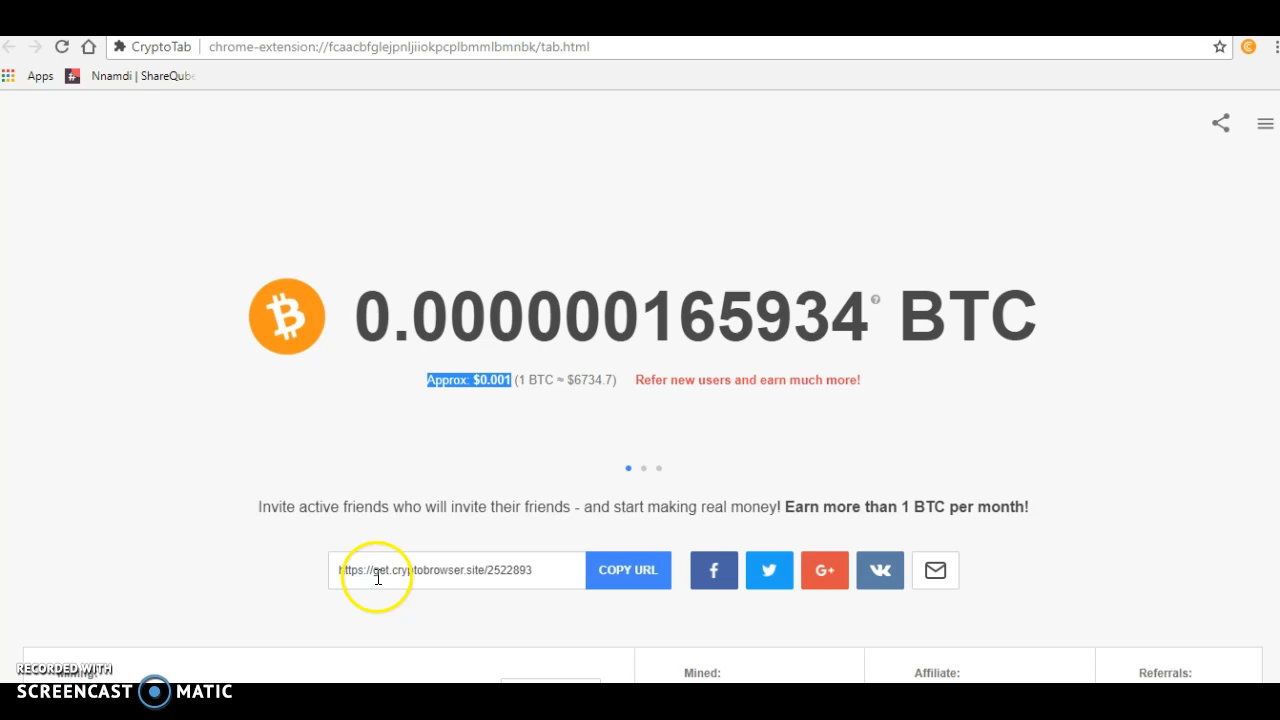 CryptoTab chrome-extension://fcaacbfglejpnljiiokpcplbmmlbmnbk/tab.html
Apps Nnamdi | ShareQube
0.000000165934 BTC
Approx: $0.001 (1 BTC ≈ $6734.7) Refer new users and earn much more!
Invite active friends who will invite their friends - and start making real money! Earn more than 1 BTC per month!
https://get.cryptobrowser.site/2522893 COPY URL
Mined: Affiliate: Referrals:
RECORDED WITH
SCREENCAST MATIC